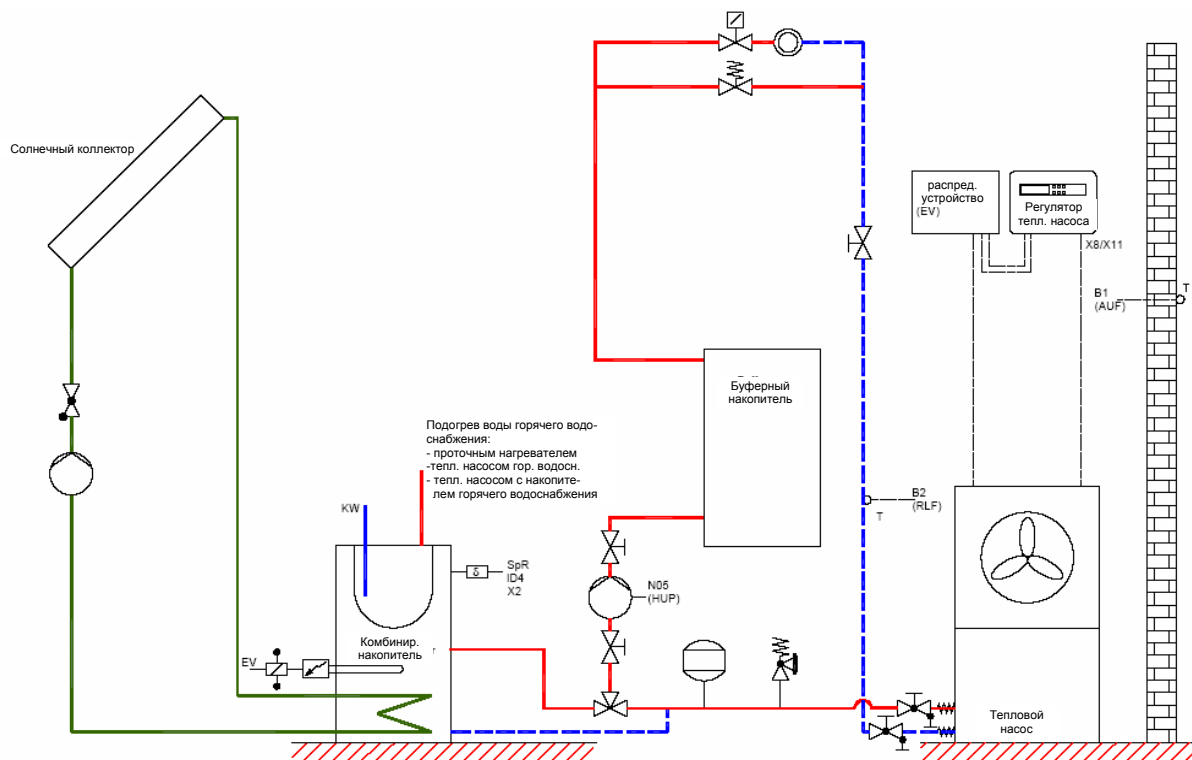 Солнечный коллектор
распред.
устройство
(EV)
Регулятор
тепл. насоса
X8/X11
B1
(AUF)
T
Буферный
накопитель
Подогрев воды горячего водо-
снабжения:
- проточным нагревателем
-тепл. насосом гор. водосн.
- тепл. насосом с накопите-
лем горячего водоснабжения
B2
(RLF)
T
KW
δ
SpR
ID4
X2
N05
(HUP)
Комбинир.
накопитель
EV
Тепловой
насос